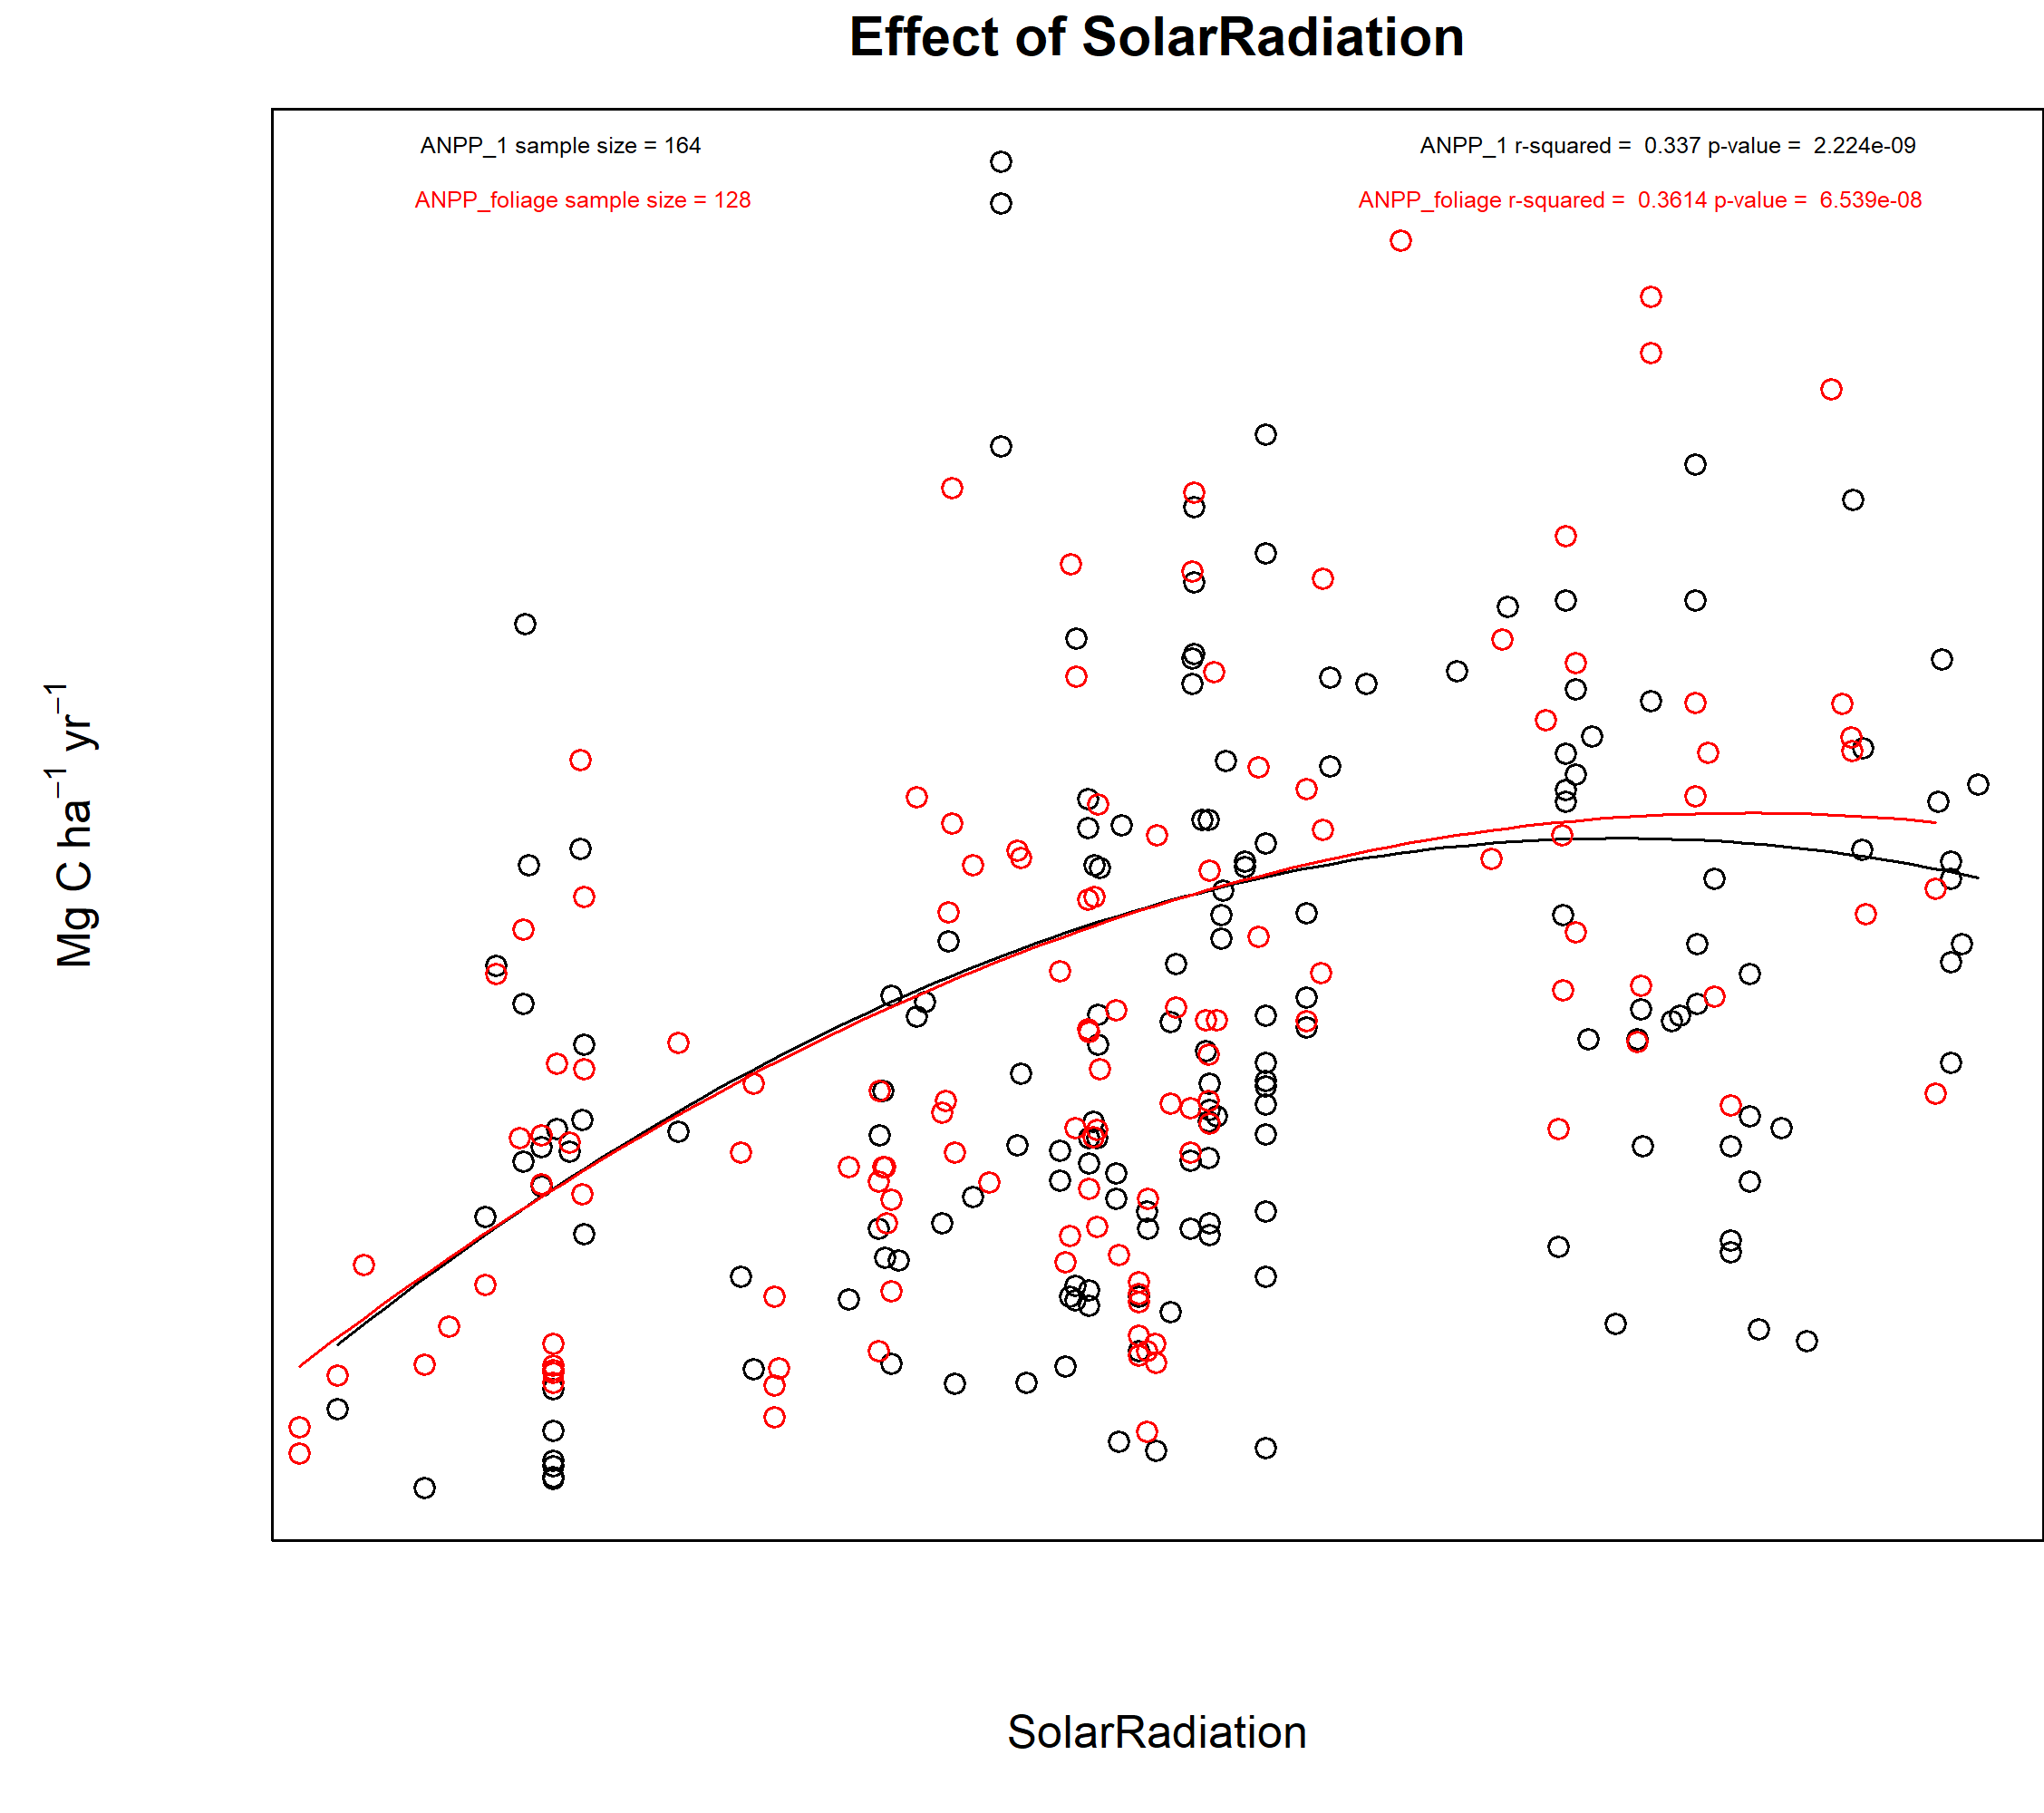 Effect of SolarRadiation
ANPP_1 sample size = 164
ANPP_1 r-squared =  0.337 p-value =  2.224e-09
ANPP_foliage sample size = 128
ANPP_foliage r-squared =  0.3614 p-value =  6.539e-08
Mg C ha⁻¹ yr⁻¹
SolarRadiation